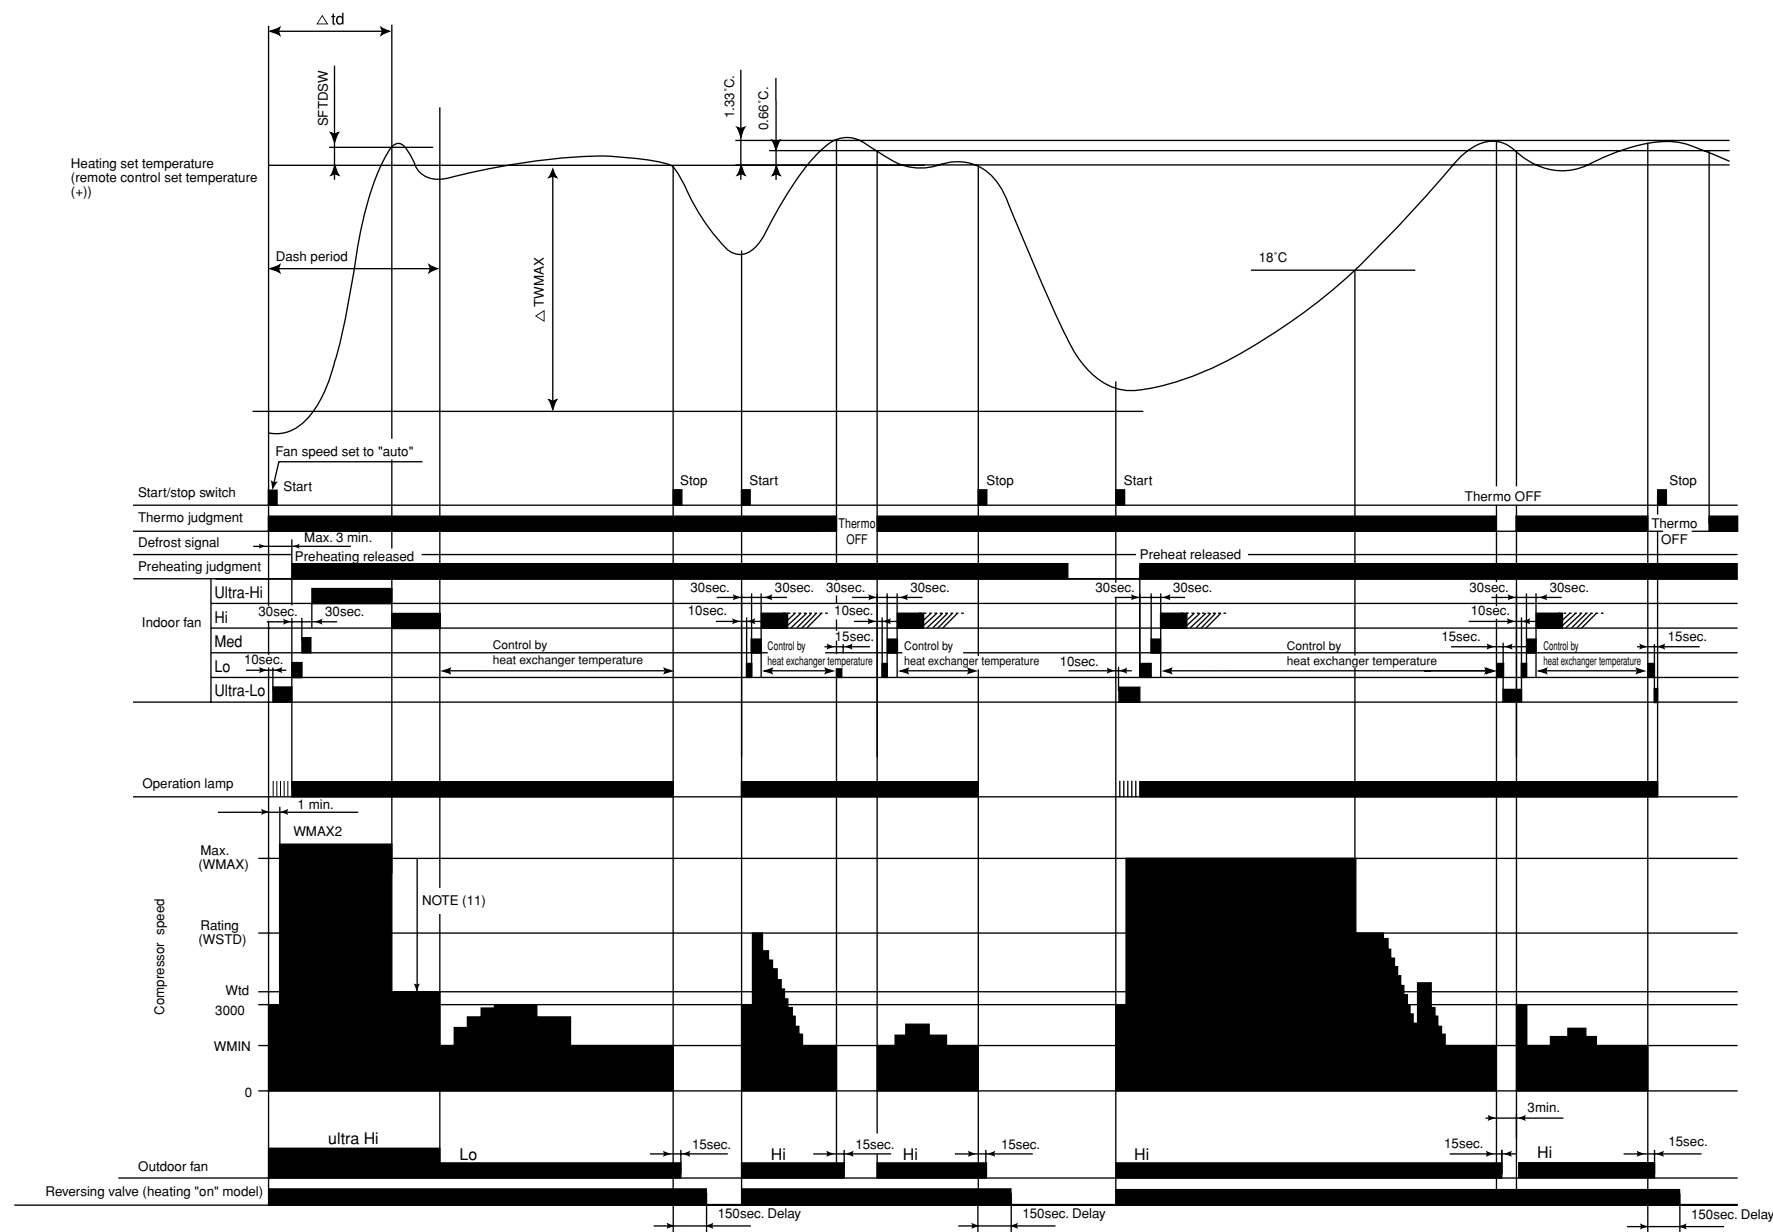 △ td
SFTDSW
1.33˚C.
0.66˚C.
Heating set temperature
(remote control set temperature
(+))
Dash period
△ TWMAX
18˚C
Fan speed set to "auto"
Start/stop switch
Start
Stop
Start
Stop
Start
Thermo OFF
Stop
Thermo judgment
Thermo
OFF
Thermo
OFF
Defrost signal
Max. 3 min.
Preheating judgment
Preheating released
Preheat released
Indoor fan
Ultra-Hi
30sec.
30sec.
30sec.
30sec.
30sec.
30sec.
30sec.
30sec.
Hi
30sec.
30sec.
10sec.
10sec.
10sec.
Med
Control by
heat exchanger temperature
Control by
heat exchanger temperature
15sec.
Control by
heat exchanger temperature
Control by
heat exchanger temperature
15sec.
Control by
heat exchanger temperature
15sec.
Lo
10sec.
10sec.
Ultra-Lo
Operation lamp
1 min.
WMAX2
Compressor speed
Max.
(WMAX)
NOTE (11)
Rating
(WSTD)
Wtd
3000
WMIN
0
3min.
Outdoor fan
ultra Hi
Lo
15sec.
Hi
15sec.
Hi
15sec.
Hi
15sec.
Hi
15sec.
Reversing valve (heating "on" model)
150sec. Delay
150sec. Delay
150sec. Delay